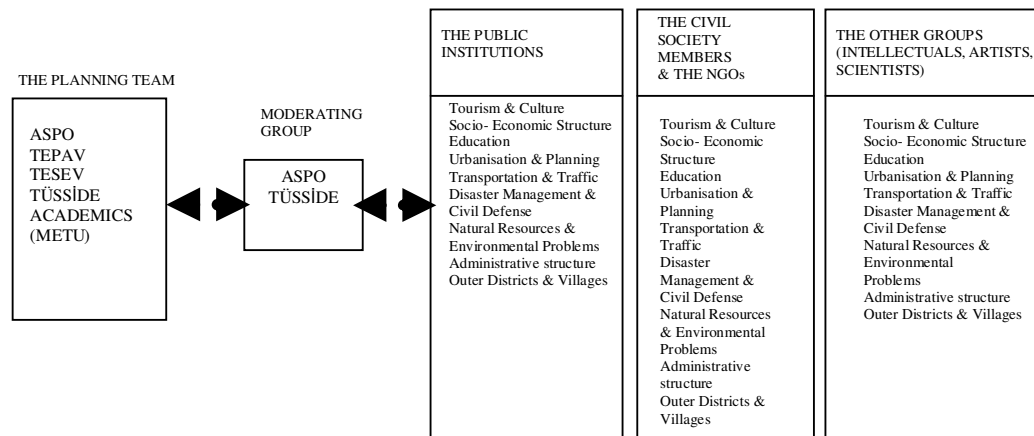 THE PLANNING TEAM
ASPO
TEPAV
TESEV
TÜSSİDE
ACADEMICS
(METU)
MODERATING
GROUP
ASPO
TÜSSİDE
THE PUBLIC
INSTITUTIONS
Tourism & Culture
Socio- Economic Structure
Education
Urbanisation & Planning
Transportation & Traffic
Disaster Management &
Civil Defense
Natural Resources &
Environmental Problems
Administrative structure
Outer Districts & Villages
THE CIVIL
SOCIETY
MEMBERS
& THE NGOs
Tourism & Culture
Socio- Economic
Structure
Education
Urbanisation &
Planning
Transportation &
Traffic
Disaster
Management &
Civil Defense
Natural Resources
& Environmental
Problems
Administrative
structure
Outer Districts &
Villages
THE OTHER GROUPS
(INTELLECTUALS, ARTISTS,
SCIENTISTS)
Tourism & Culture
Socio- Economic Structure
Education
Urbanisation & Planning
Transportation & Traffic
Disaster Management &
Civil Defense
Natural Resources &
Environmental
Problems
Administrative structure
Outer Districts & Villages